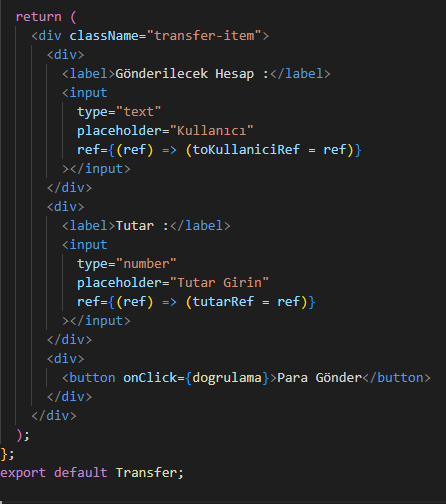 return (
<div className="transfer-item">
<div>
<label>Gönderilecek Hesap :</label>
<input
type="text"
placeholder="Kullanıcı"
ref={(ref) => (toKullaniciRef = ref)}
></input>
</div>
<div>
<label>Tutar :</label>
<input
type="number"
placeholder="Tutar Girin"
ref={(ref) => (tutarRef = ref)}
></input>
</div>
<div>
<button onClick={dogrulama}>Para Gönder</button>
</div>
</div>
);
};
export default Transfer;